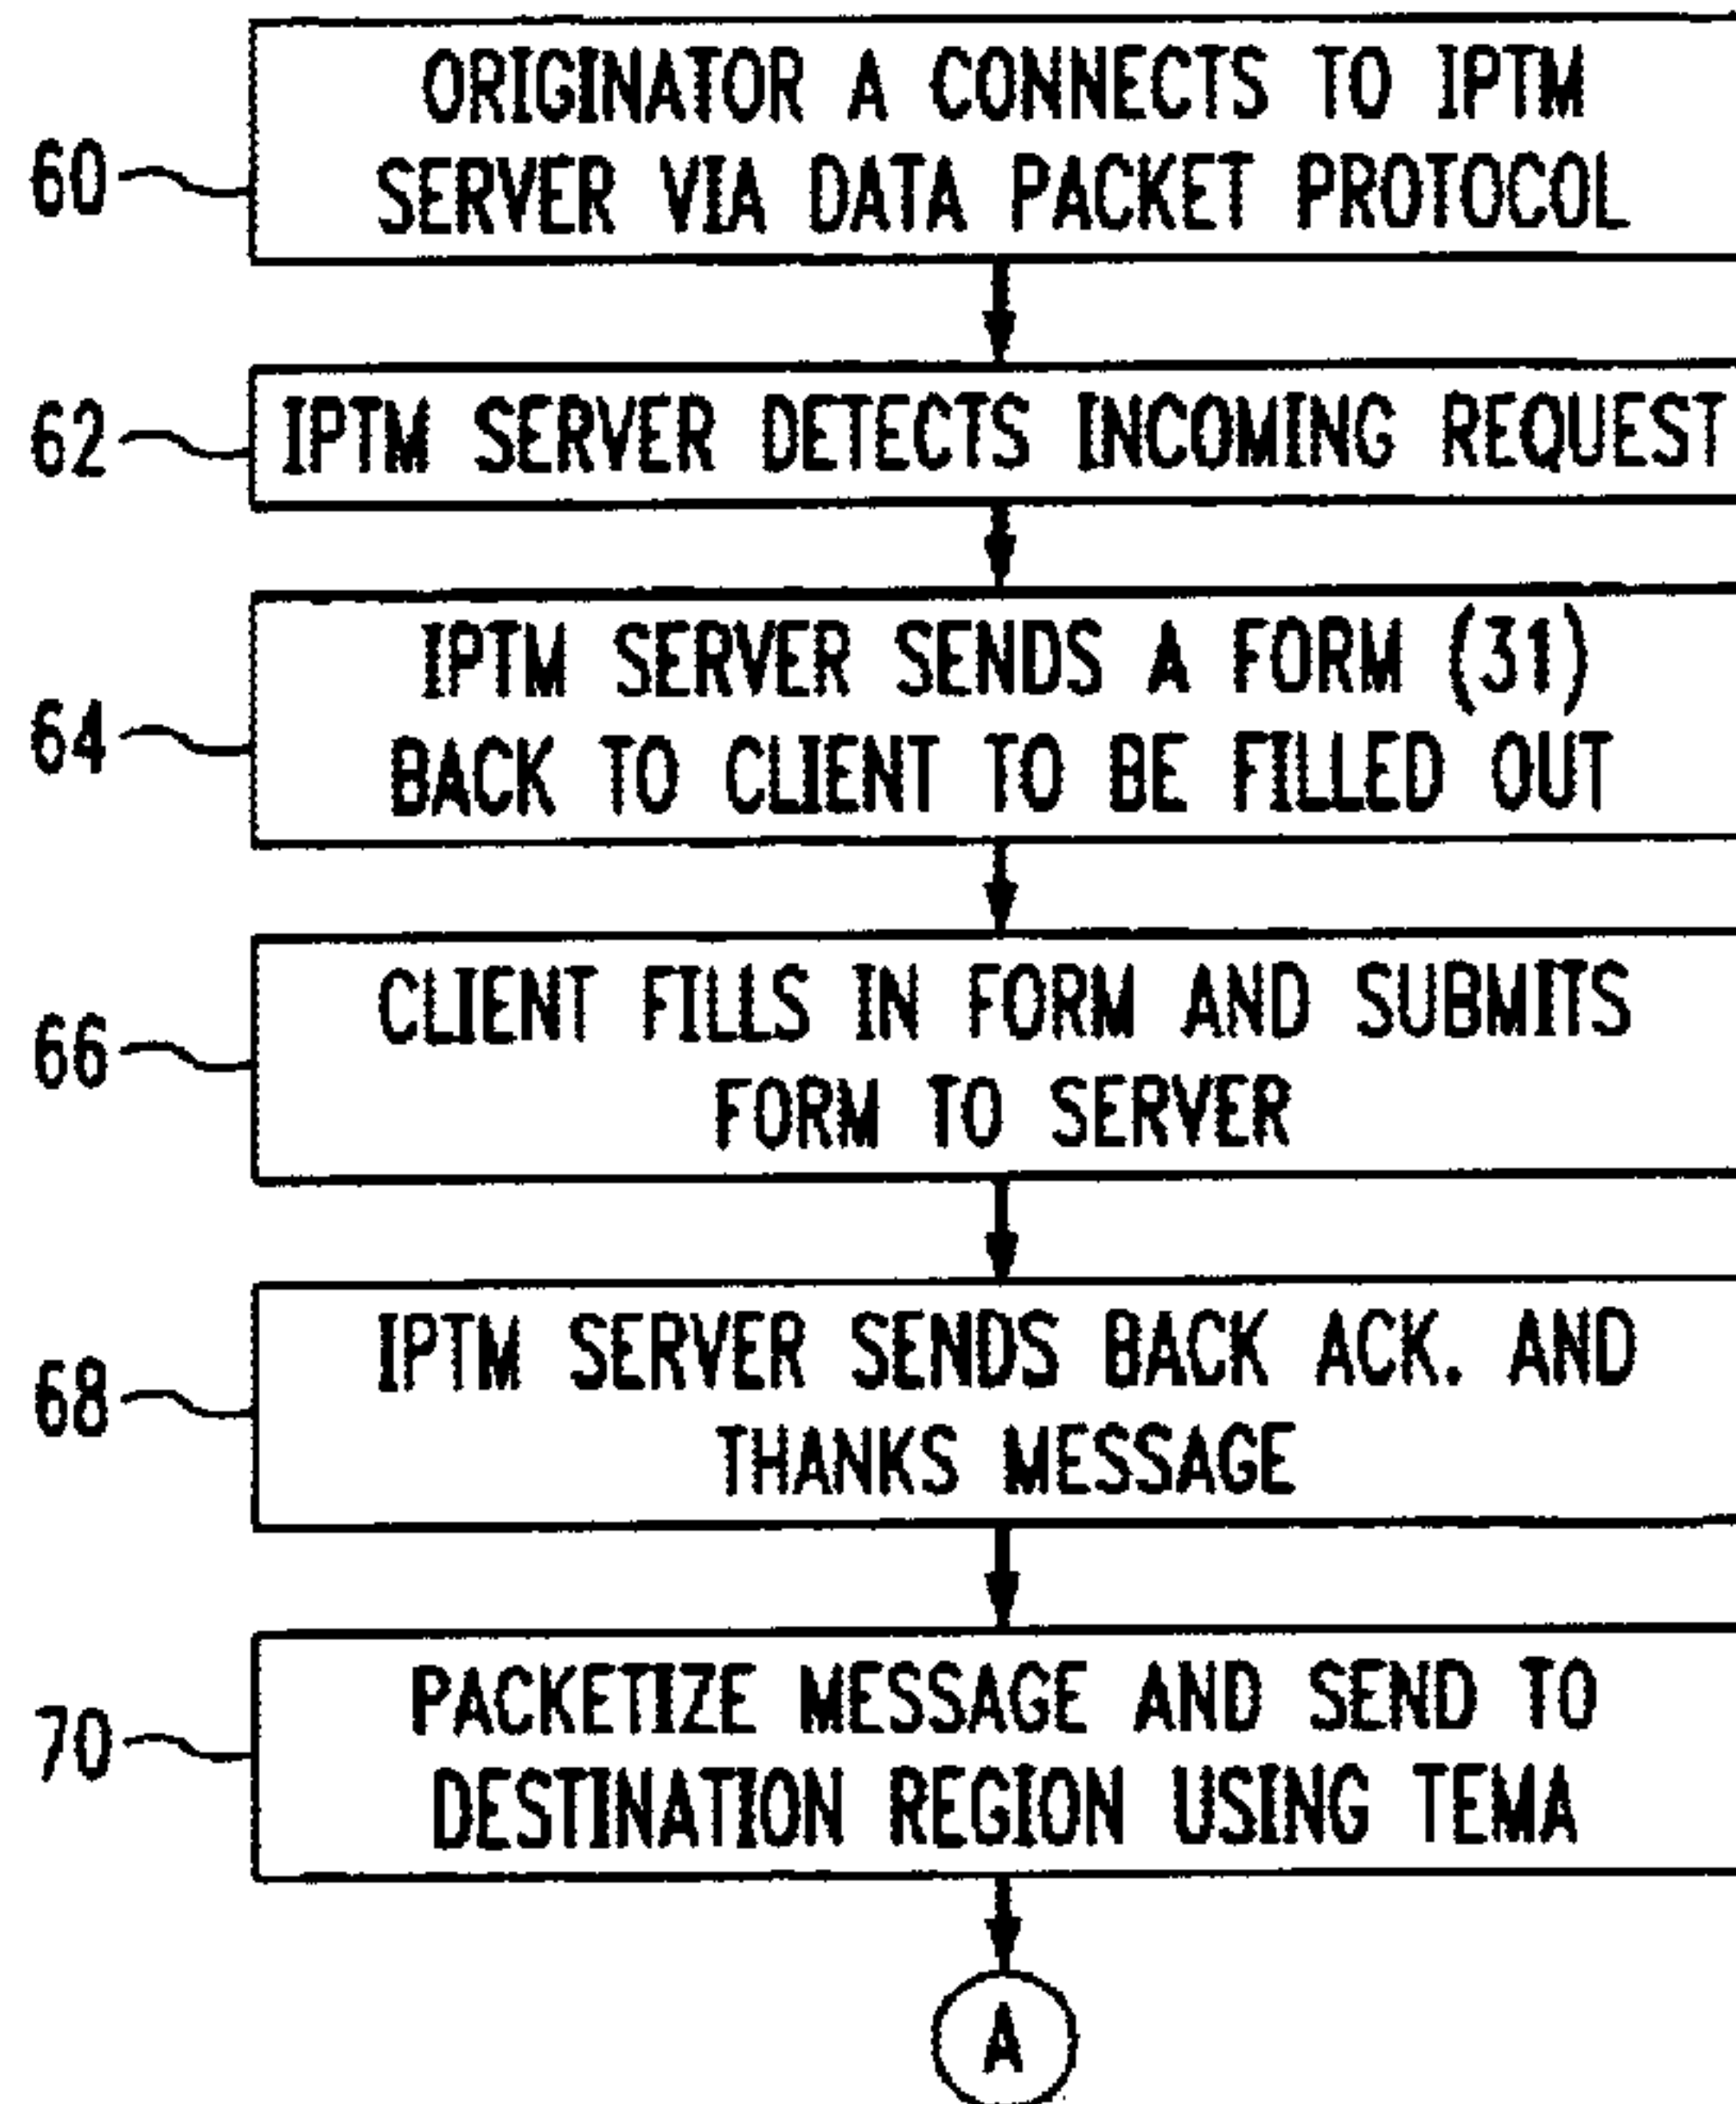 ORIGINATOR A CONNECTS TO IPTM
60 SERVER VIA DATA PACKET PROTOCOL
62 IPTM SERVER DETECTS INCOMING REQUEST
IPTM SERVER SENDS A FORM (31)
64 BACK TO CLIENT TO BE FILLED OUT
CLIENT FILLS IN FORM AND SUBMITS
66 FORM TO SERVER
IPTM SERVER SENDS BACK ACK. AND
68 THANKS MESSAGE
PACKETIZE MESSAGE AND SEND TO
70 DESTINATION REGION USING TEMA
A